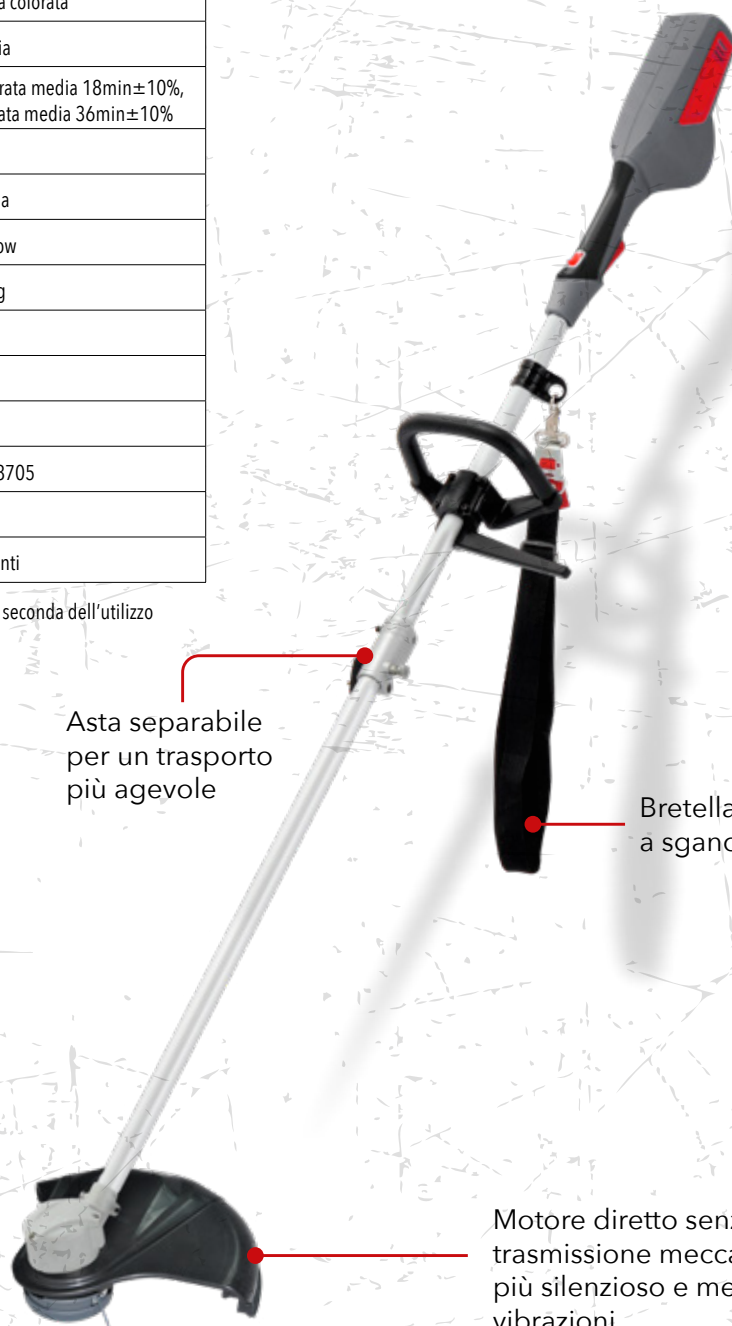 a colorata
ia
rata media 18min±10%,
ata media 36min±10%
a
ow
g
3705
nti
seconda dell'utilizzo
Asta separabile
per un trasporto
più agevole
Bretella
a sganc
Motore diretto senz
trasmissione mecca
più silenzioso e me
vibrazioni